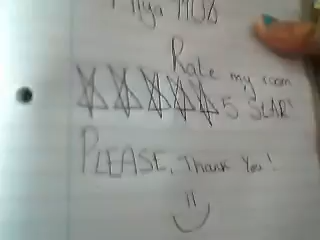 Rate my room
☆☆☆☆☆ 5 STAR!
PLEASE, Thank You!